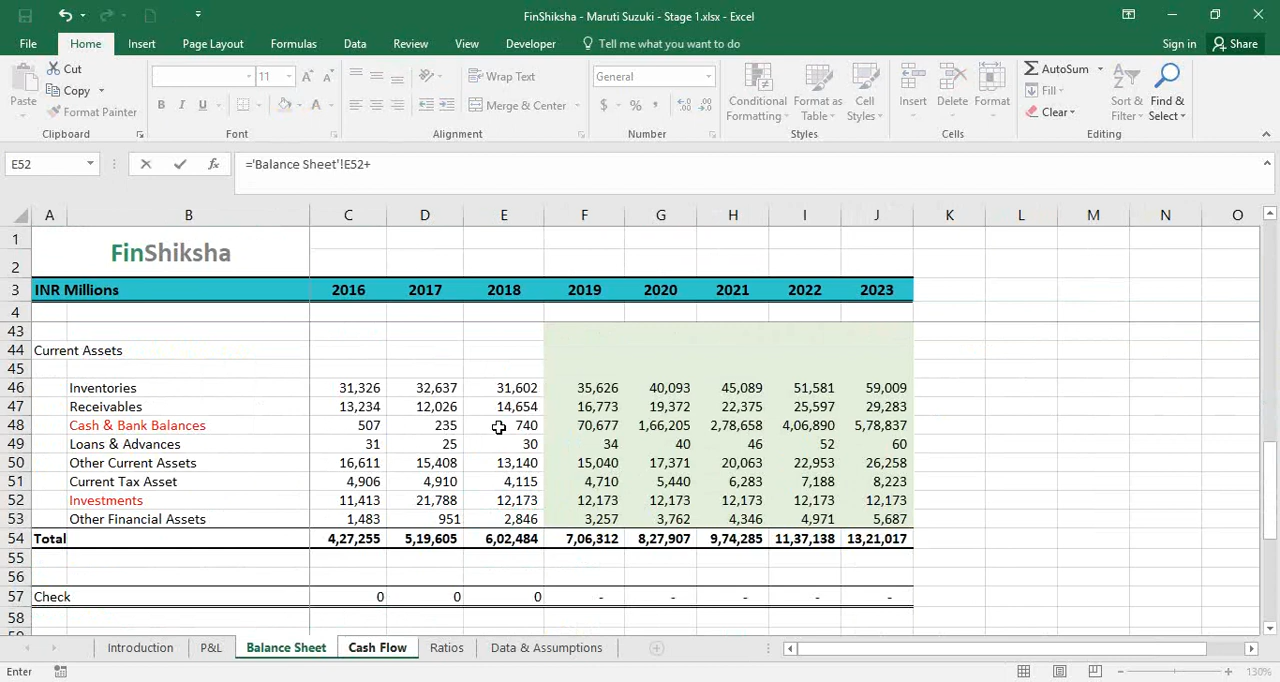 FinShiksha - Maruti Suzuki - Stage 1.xlsx - Excel
File Home Insert Page Layout Formulas Data Review View Developer Tell me what you want to do Sign in Share
Cut
Copy
Format Painter
Paste
Clipboard
11
B I U A
Font
Wrap Text
Merge & Center
Alignment
General
$ % ,
Number
Conditional Formatting
Format as Table
Cell Styles
Styles
Insert Delete Format
Cells
AutoSum
Fill
Clear
Sort & Filter
Find & Select
Editing
E52 fx ='Balance Sheet'!E52+
A B C D E F G H I J K L M N O
1 FinShiksha
2
3 INR Millions 2016 2017 2018 2019 2020 2021 2022 2023
4
43
44 Current Assets
45
46 Inventories 31,326 32,637 31,602 35,626 40,093 45,089 51,581 59,009
47 Receivables 13,234 12,026 14,654 16,773 19,372 22,375 25,597 29,283
48 Cash & Bank Balances 507 235 740 70,677 1,66,205 2,78,658 4,06,890 5,78,837
49 Loans & Advances 31 25 30 34 40 46 52 60
50 Other Current Assets 16,611 15,408 13,140 15,040 17,371 20,063 22,953 26,258
51 Current Tax Asset 4,906 4,910 4,115 4,710 5,440 6,283 7,188 8,223
52 Investments 11,413 21,788 12,173 12,173 12,173 12,173 12,173 12,173
53 Other Financial Assets 1,483 951 2,846 3,257 3,762 4,346 4,971 5,687
54 Total 4,27,255 5,19,605 6,02,484 7,06,312 8,27,907 9,74,285 11,37,138 13,21,017
55
56
57 Check 0 0 0 - - - - -
58
Introduction P&L Balance Sheet Cash Flow Ratios Data & Assumptions
Enter 130%